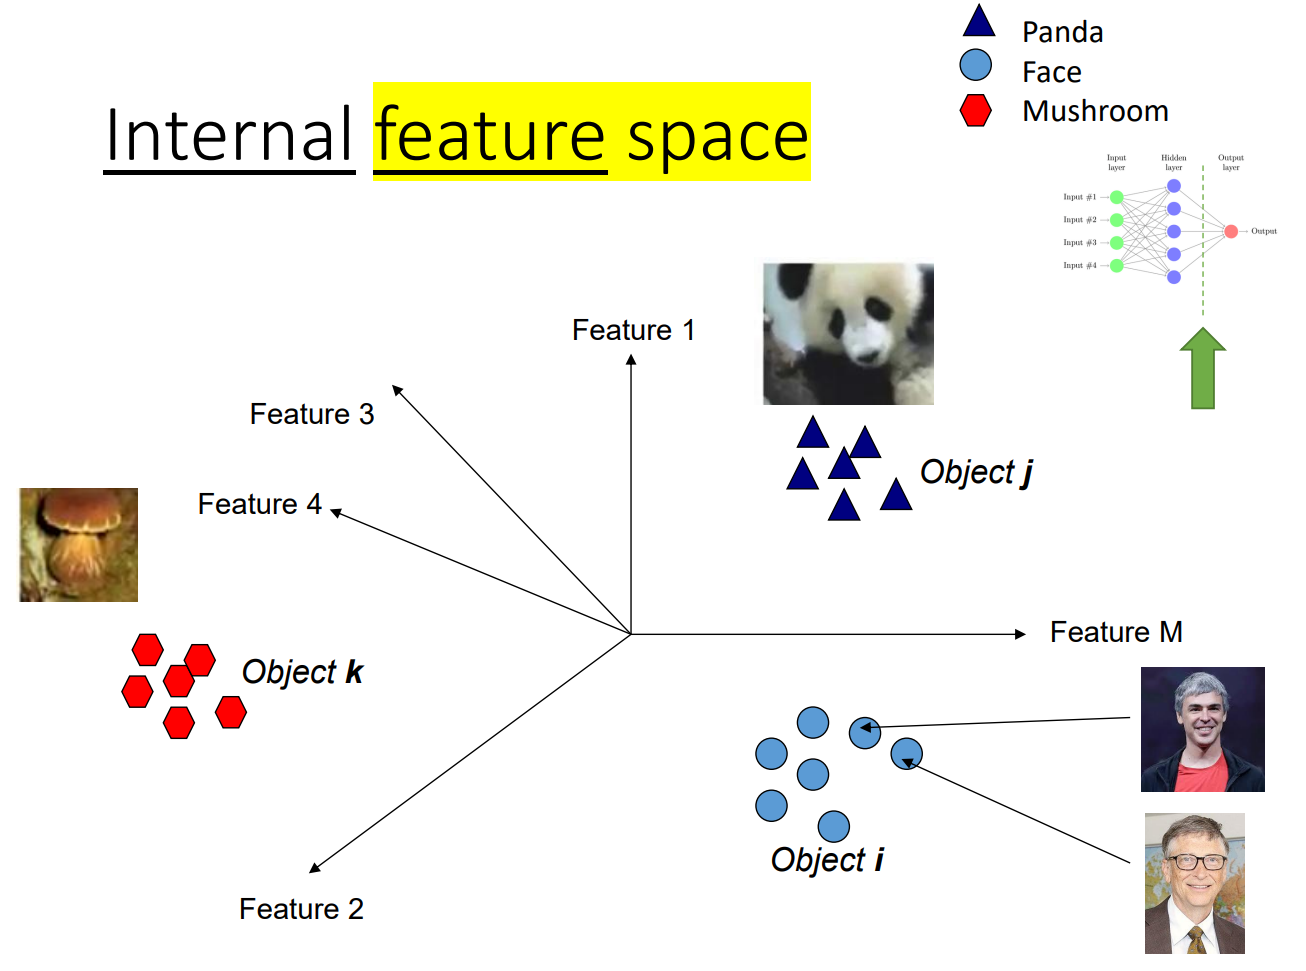 Panda
Face
Mushroom
Internal feature space
Input layer
Hidden layer
Output layer
Input #1
Input #2
Input #3
Input #4
Output
Feature 1
Feature 3
Object j
Feature 4
Feature M
Object k
Object i
Feature 2